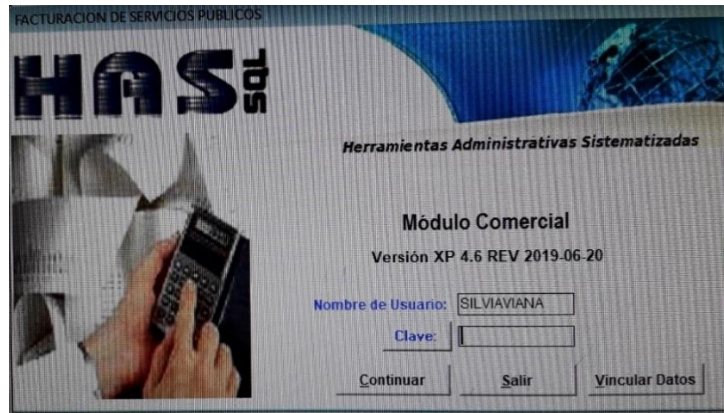 FACTURACION DE SERVICIOS PUBLICOS
HAS SQL
Herramientas Administrativas Sistematizadas
Módulo Comercial
Versión XP 4.6 REV 2019-06-20
Nombre de Usuario: SILVIAVIANA
Clave:
Continuar Salir Vincular Datos